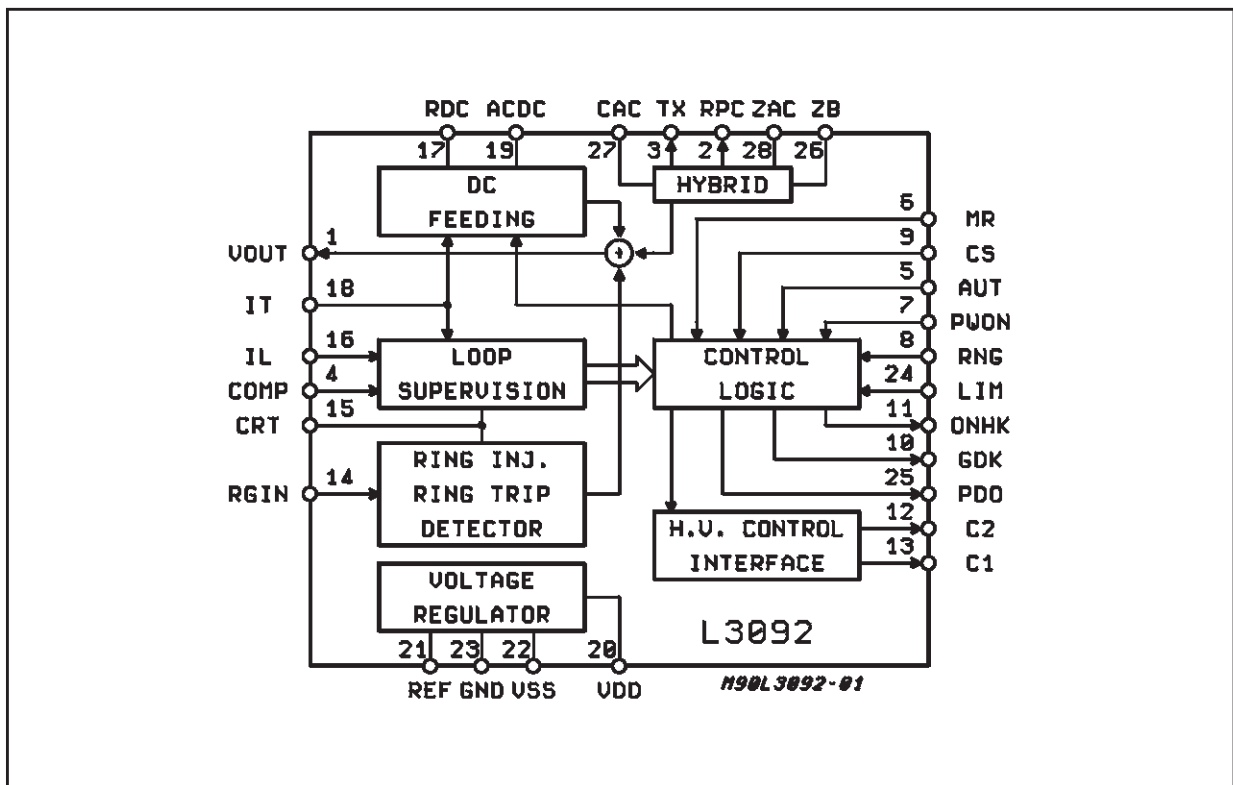 RDC ACDC CAC TX RPC ZAC ZB
17 19 27 3 2 28 26
DC
FEEDING
HYBRID
6 MR
9 CS
5 AUT
7 PWON
8 RNG
24 LIM
11 ONHK
10 GDK
25 PDO
12 C2
13 C1
VOUT 1
+
IT 18
IL 16
COMP 4
CRT 15
RGIN 14
LOOP
SUPERVISION
CONTROL
LOGIC
RING INJ.
RING TRIP
DETECTOR
H.V. CONTROL
INTERFACE
VOLTAGE
REGULATOR
L3092
21 23 22 20
REF GND VSS VDD
M90L3092-01